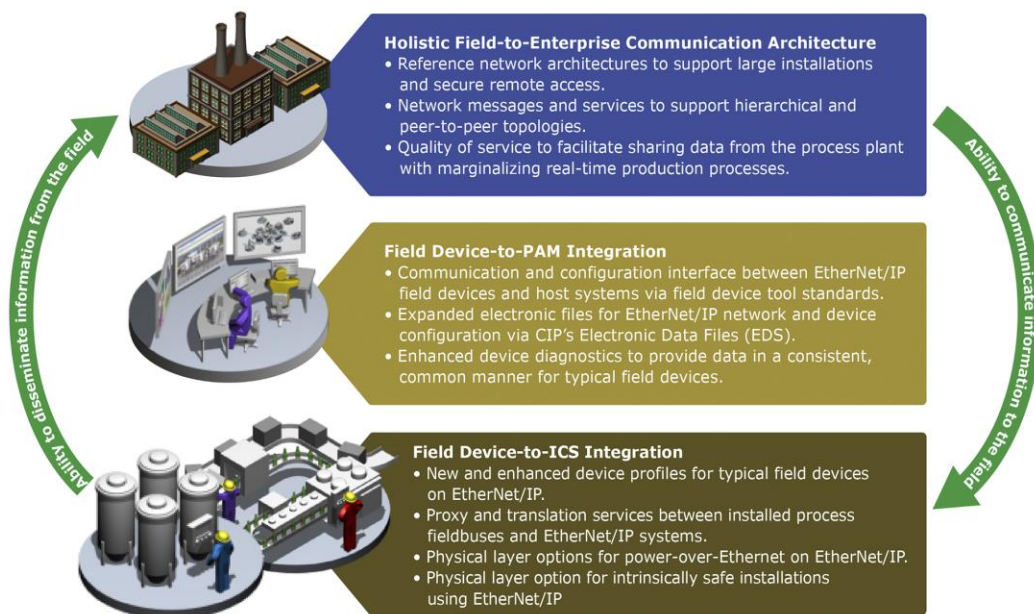 Holistic Field-to-Enterprise Communication Architecture
• Reference network architectures to support large installations
and secure remote access.
• Network messages and services to support hierarchical and
peer-to-peer topologies.
• Quality of service to facilitate sharing data from the process plant
with marginalizing real-time production processes.
Ability to disseminate information from the field
Ability to communicate information to the field
Field Device-to-PAM Integration
• Communication and configuration interface between EtherNet/IP
field devices and host systems via field device tool standards.
• Expanded electronic files for EtherNet/IP network and device
configuration via CIP’s Electronic Data Files (EDS).
• Enhanced device diagnostics to provide data in a consistent,
common manner for typical field devices.
Field Device-to-ICS Integration
• New and enhanced device profiles for typical field devices
on EtherNet/IP.
• Proxy and translation services between installed process
fieldbuses and EtherNet/IP systems.
• Physical layer options for power-over-Ethernet on EtherNet/IP.
• Physical layer option for intrinsically safe installations
using EtherNet/IP